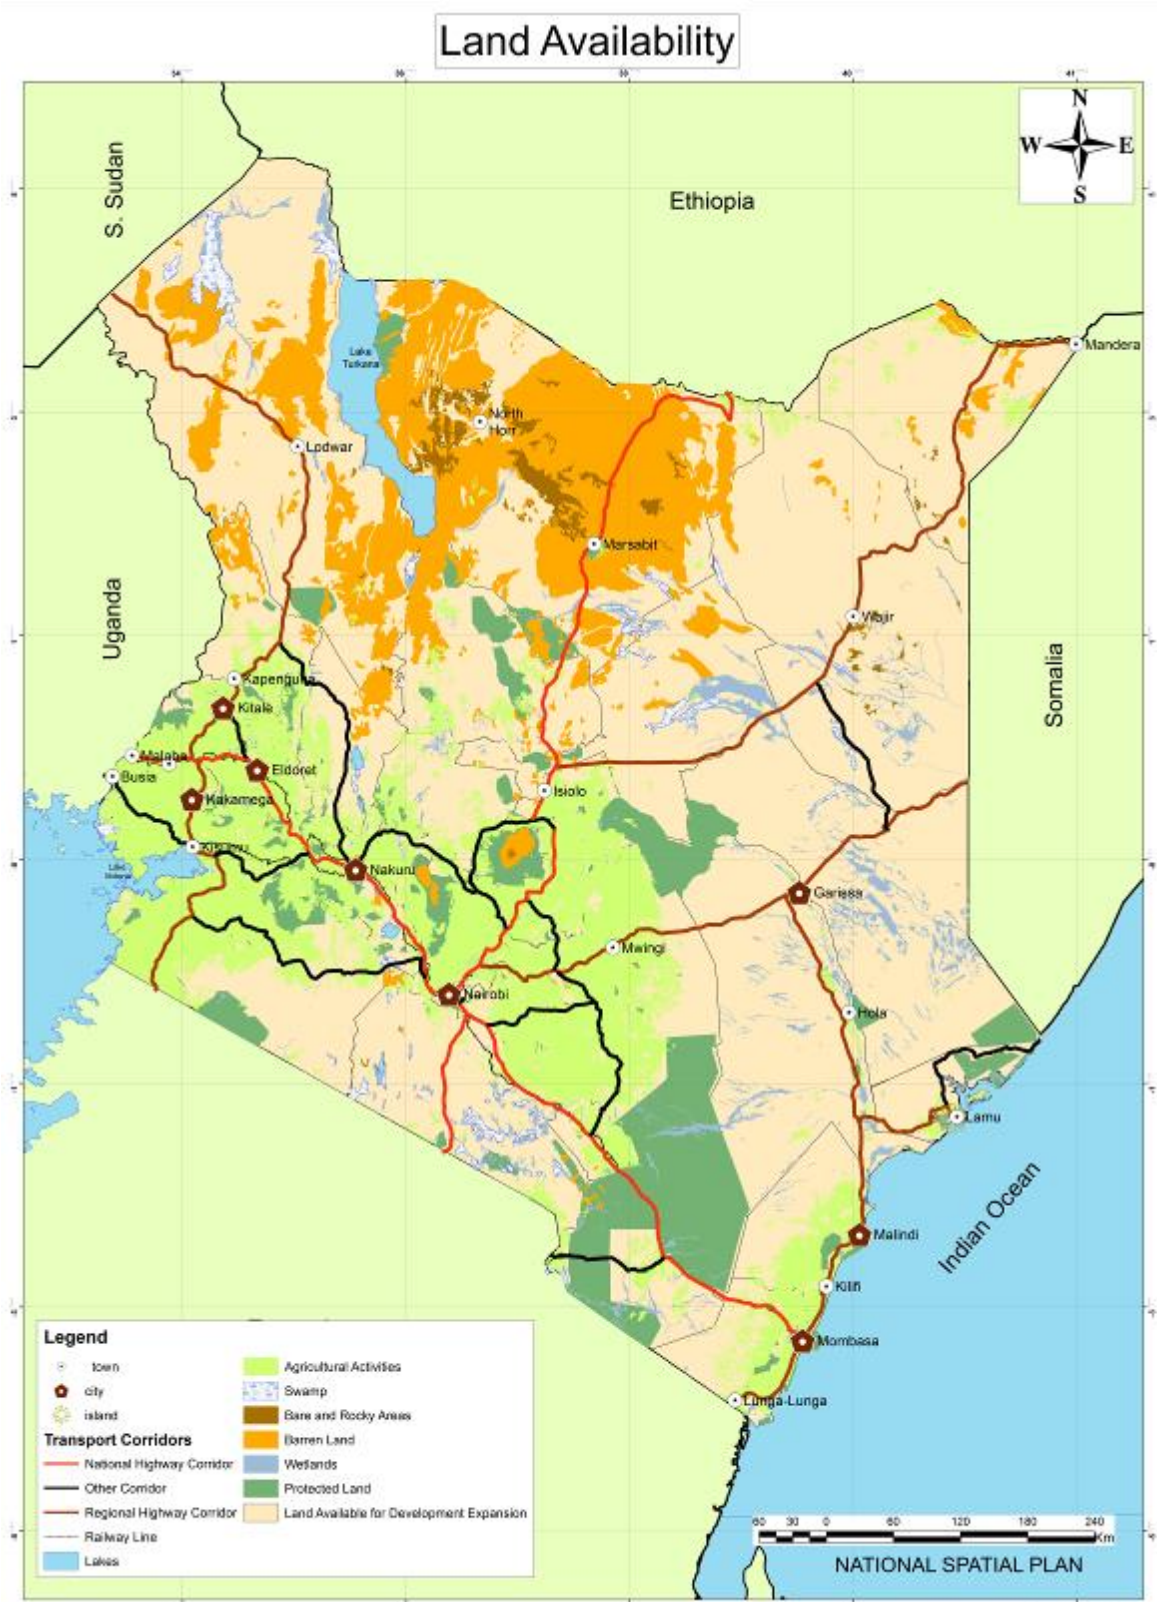 Land Availability
N
W E
S
S. Sudan
Ethiopia
Lake
Turkana
Mandera
North
Horr
Lodwar
Marsabit
Uganda
Wajir
Somalia
Kapenguria
Kitale
Malaba
Eldoret
Busia
Isiolo
Kakamega
Kisumu
Lake
Nakuru
Garissa
Mwingi
Nairobi
Hola
Lamu
Indian Ocean
Malindi
Kilifi
Mombasa
Lunga-Lunga
Legend
town
city
island
Transport Corridors
National Highway Corridor
Other Corridor
Regional Highway Corridor
Railway Line
Lakes
Agricultural Activities
Swamp
Bare and Rocky Areas
Barren Land
Wetlands
Protected Land
Land Available for Development Expansion
60 30 0 60 120 180 240
Km
NATIONAL SPATIAL PLAN